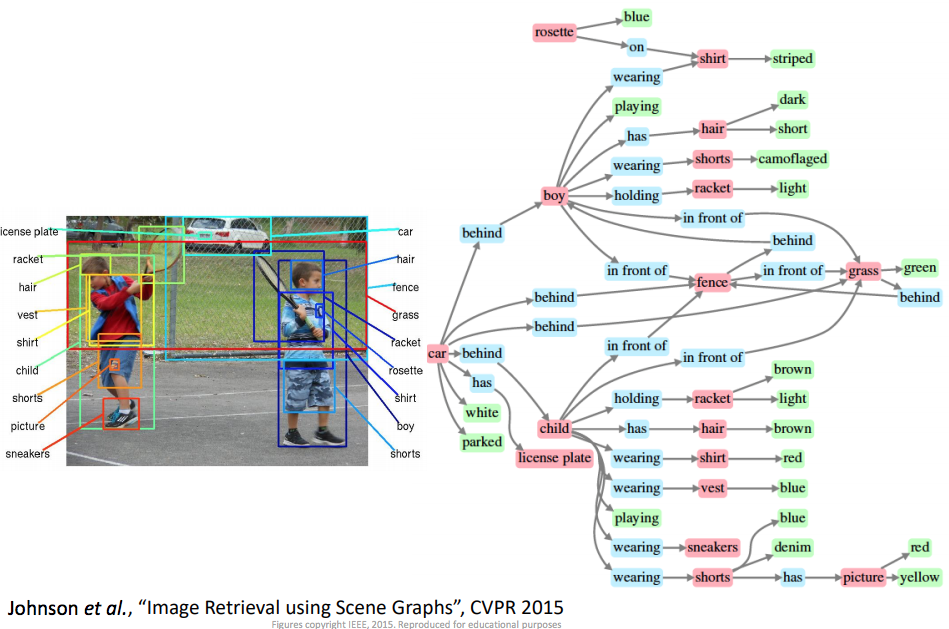 license plate
racket
hair
vest
shirt
child
shorts
picture
sneakers
car
hair
fence
grass
racket
rosette
shirt
boy
shorts
rosette
blue
on
shirt
striped
wearing
playing
has
hair
dark
short
wearing
shorts
camoflaged
boy
holding
racket
light
in front of
behind
behind
in front of
fence
in front of
grass
green
behind
behind
behind
car
behind
in front of
in front of
has
white
parked
child
license plate
holding
racket
brown
light
has
hair
brown
wearing
shirt
red
wearing
vest
blue
playing
wearing
sneakers
wearing
shorts
blue
denim
has
picture
red
yellow
Johnson et al., “Image Retrieval using Scene Graphs”, CVPR 2015
Figures copyright IEEE, 2015. Reproduced for educational purposes